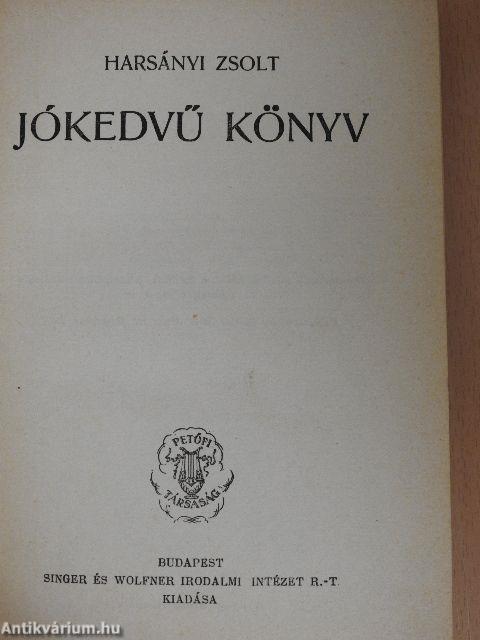 HARSÁNYI ZSOLT
JÓKEDVŰ KÖNYV
PETŐFI
TÁRSASÁG
BUDAPEST
SINGER ÉS WOLFNER IRODALMI INTÉZET R.-T.
KIADÁSA
Antikvárium.hu